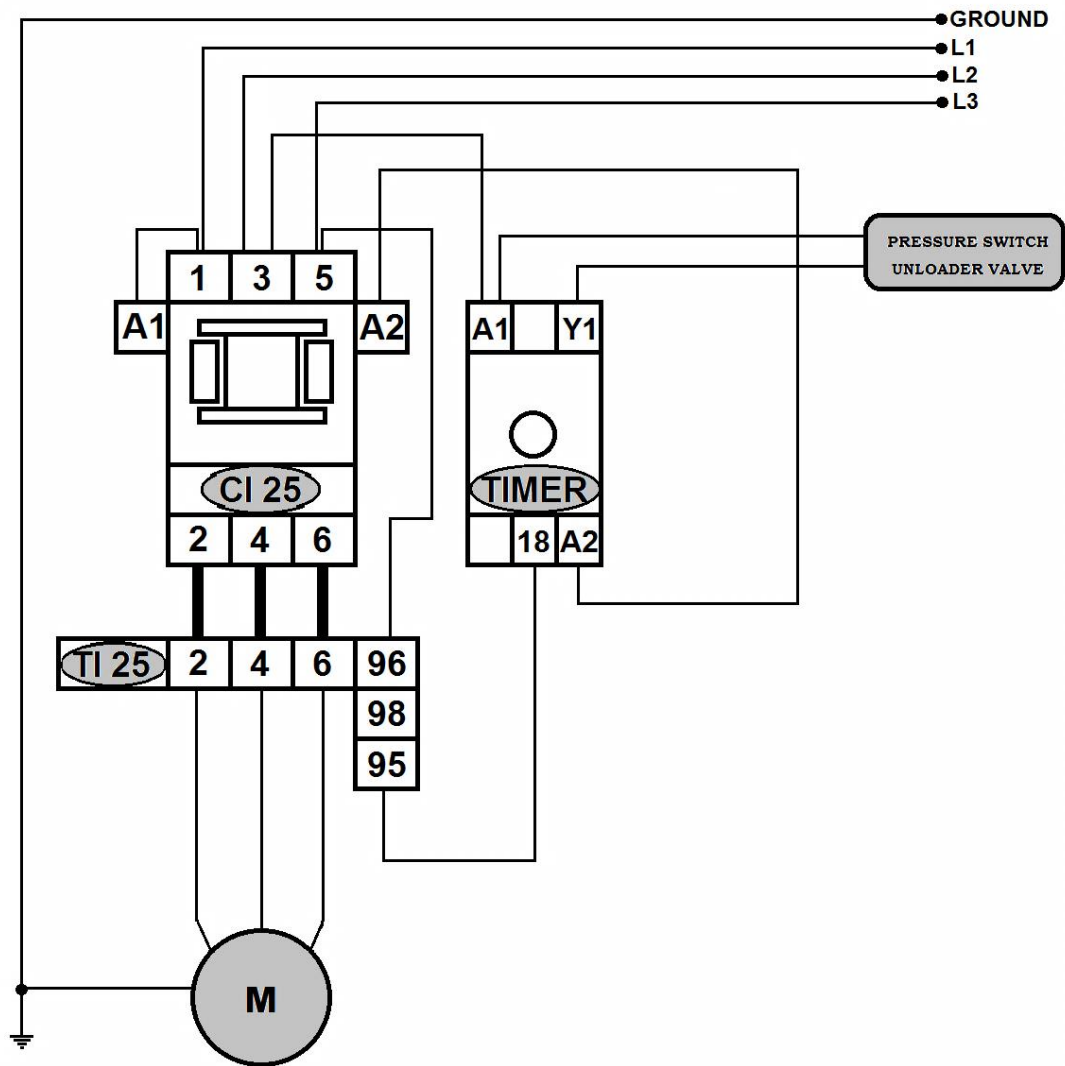 GROUND
L1
L2
L3
PRESSURE SWITCH
UNLOADER VALVE
1 3 5
A1 A2
A1 Y1
CI 25
TIMER
2 4 6
18 A2
TI 25 2 4 6 96
98
95
M